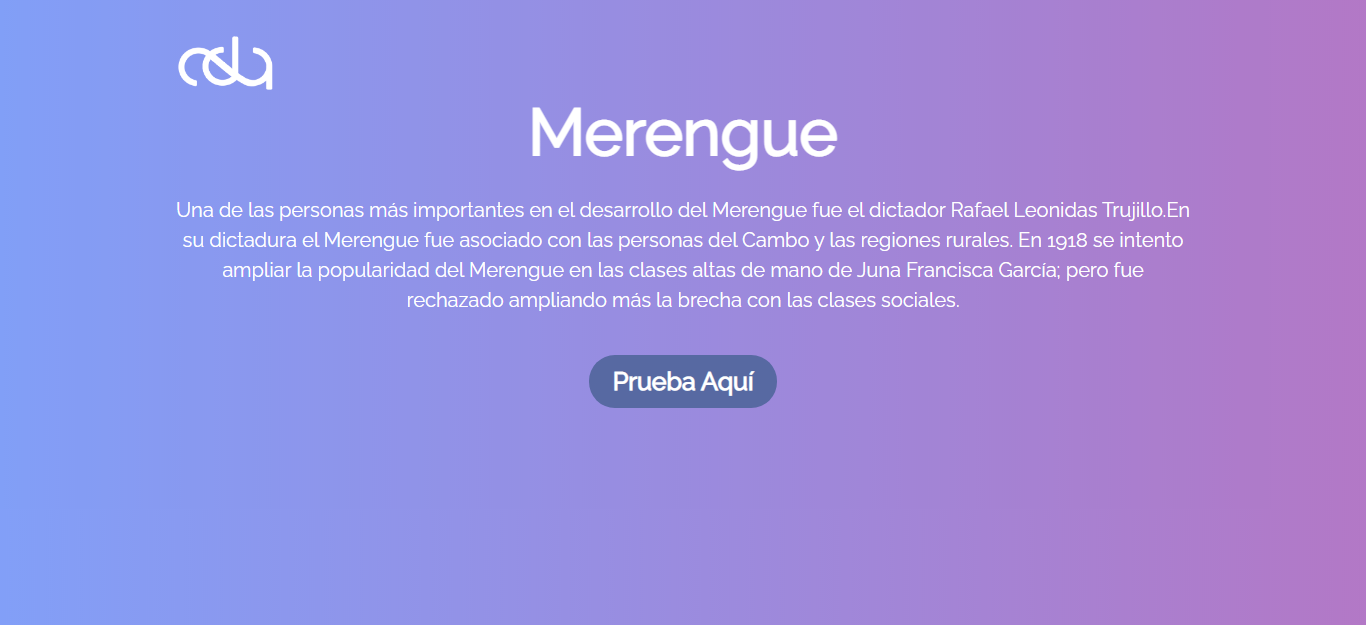 Merengue
Una de las personas más importantes en el desarrollo del Merengue fue el dictador Rafael Leonidas Trujillo.En
su dictadura el Merengue fue asociado con las personas del Cambo y las regiones rurales. En 1918 se intento
ampliar la popularidad del Merengue en las clases altas de mano de Juna Francisca García; pero fue
rechazado ampliando más la brecha con las clases sociales.
Prueba Aquí